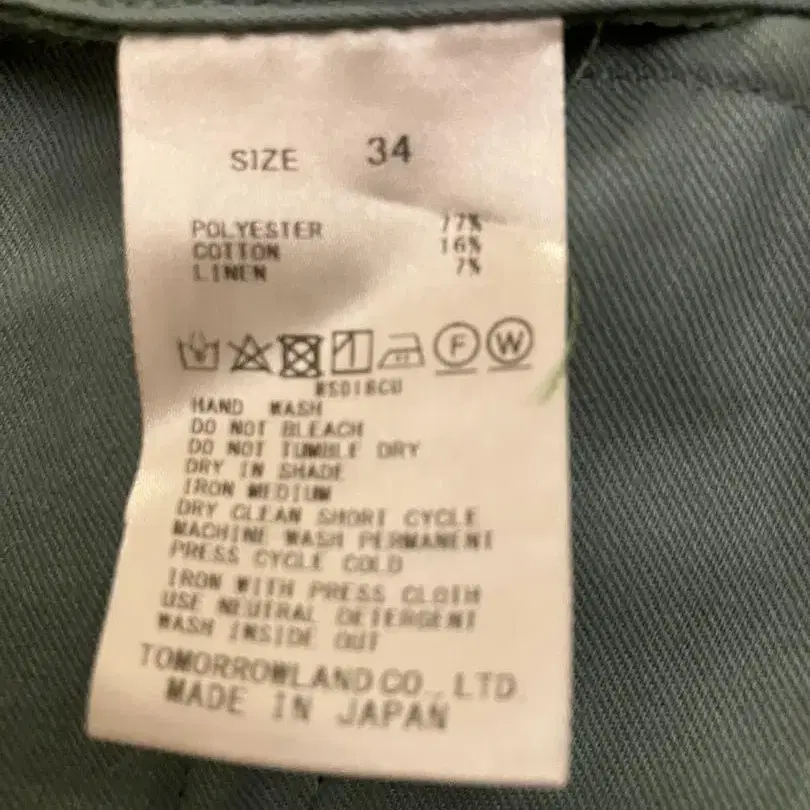 SIZE 34
POLYESTER 77%
COTTON 16%
LINEN 7%
F W
HAND WASH
DO NOT BLEACH
DO NOT TUMBLE DRY
DRY IN SHADE
IRON MEDIUM
DRY CLEAN SHORT CYCLE
MACHINE WASH PERMANENT
PRESS CYCLE COLD
IRON WITH PRESS CLOTH
USE NEUTRAL DETERGENT
WASH INSIDE OUT
TOMORROWLAND CO., LTD.
MADE IN JAPAN